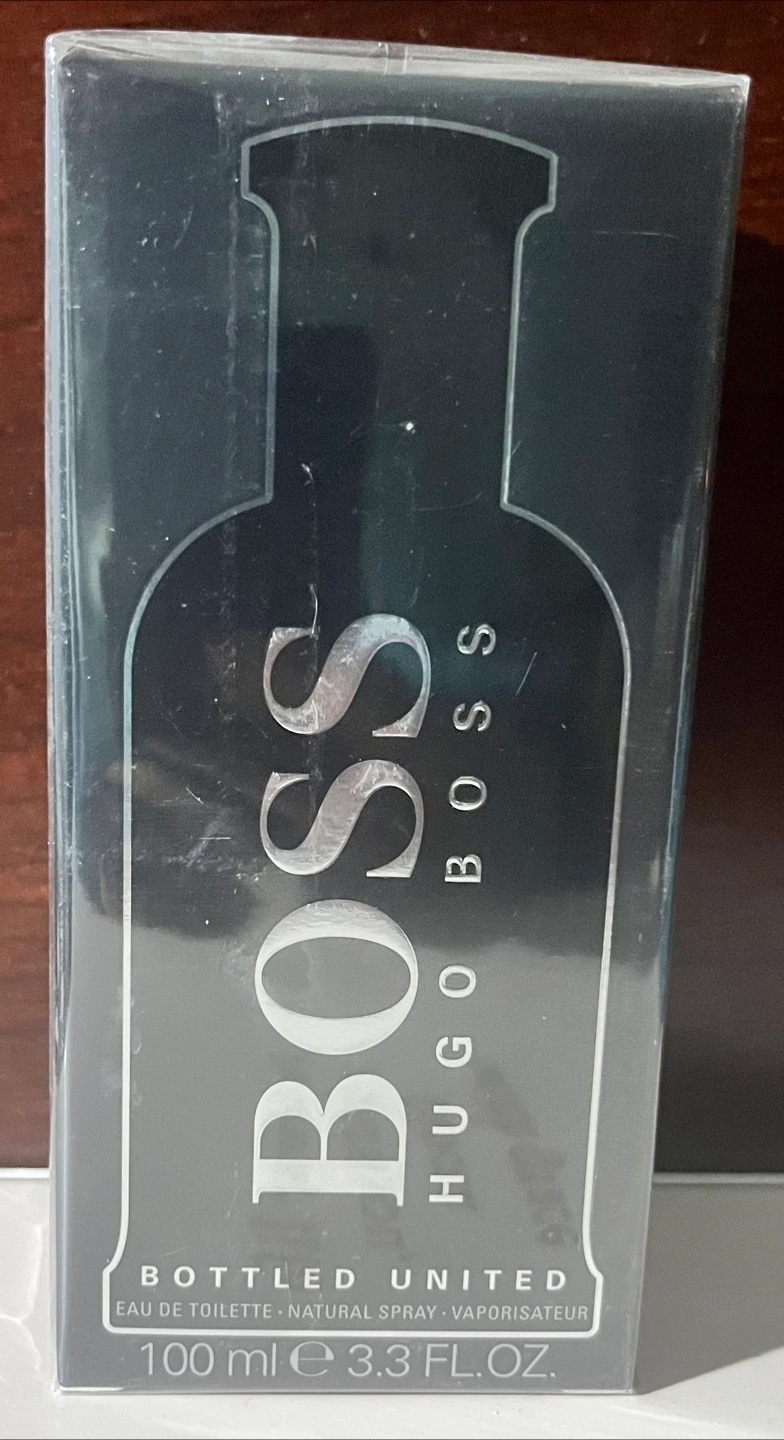 BOSS
HUGO BOSS
BOTTLED UNITED
EAU DE TOILETTE · NATURAL SPRAY · VAPORISATEUR
100 ml ℮ 3.3 FL.OZ.